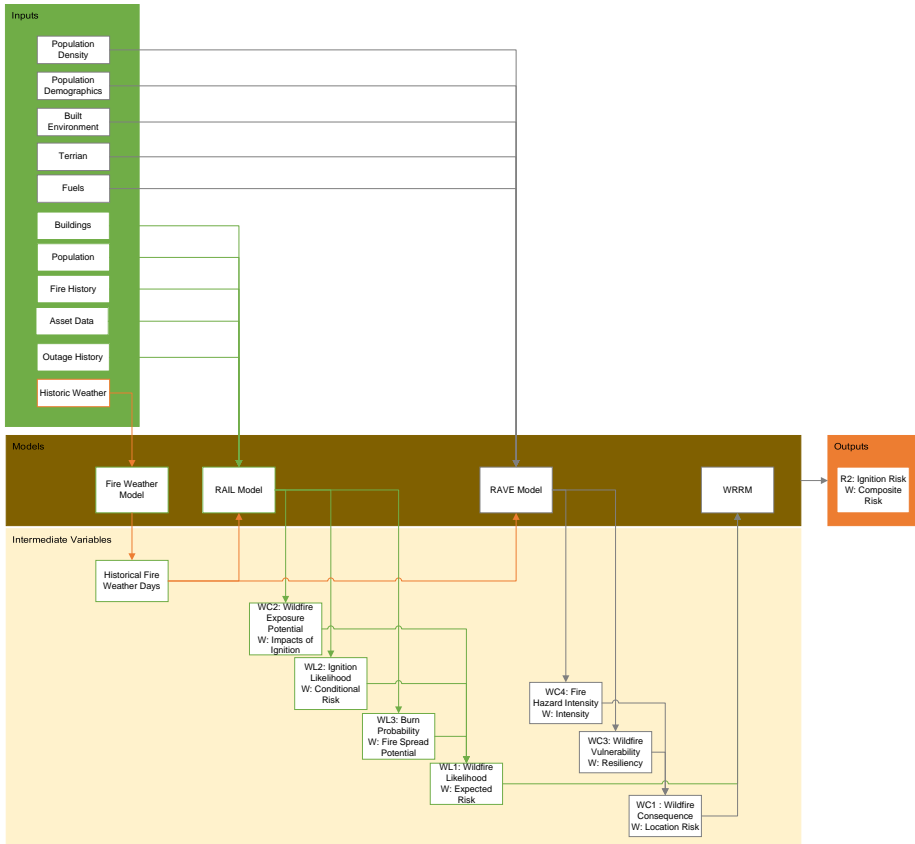 Inputs
Population
Density
Population
Demographics
Built
Environment
Terrian
Fuels
Buildings
Population
Fire History
Asset Data
Outage History
Historic Weather
Models
Fire Weather
Model
RAIL Model
RAVE Model
WRRM
Outputs
R2: Ignition Risk
W: Composite
Risk
Intermediate Variables
Historical Fire
Weather Days
WC2: Wildfire
Exposure
Potential
W: Impacts of
Ignition
WL2: Ignition
Likelihood
W: Conditional
Risk
WL3: Burn
Probability
W: Fire Spread
Potential
WL1: Wildfire
Likelihood
W: Expected
Risk
WC4: Fire
Hazard Intensity
W: Intensity
WC3: Wildfire
Vulnerability
W: Resiliency
WC1 : Wildfire
Consequence
W: Location Risk